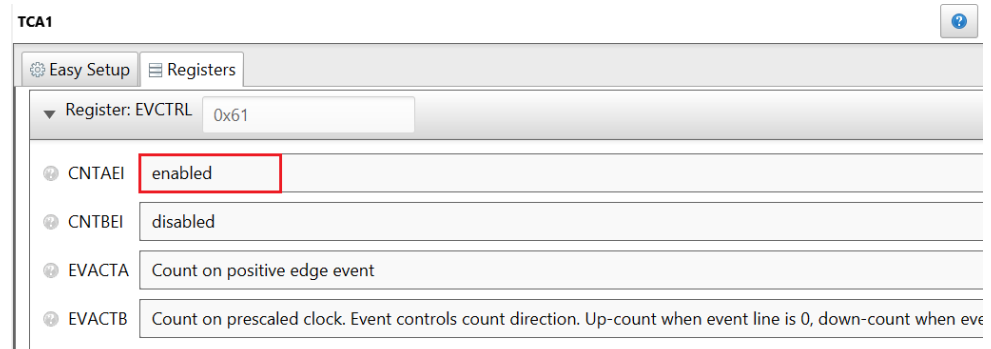 TCA1
Easy Setup Registers
Register: EVCTRL 0x61
CNTAEI enabled
CNTBEI disabled
EVACTA Count on positive edge event
EVACTB Count on prescaled clock. Event controls count direction. Up-count when event line is 0, down-count when eve